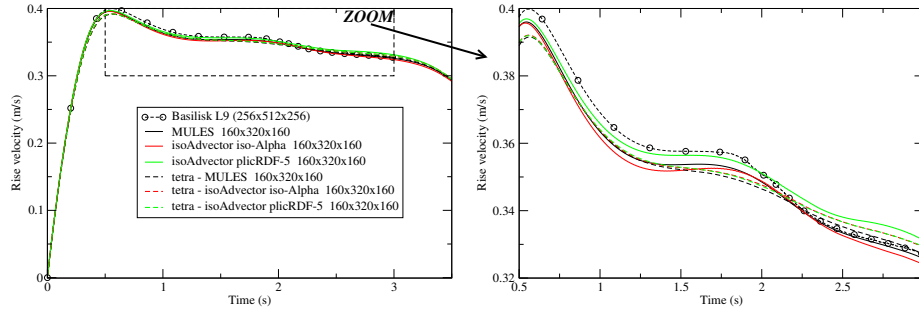 ZOOM
0.4
0.3
0.2
0.1
0
Rise velocity (m/s)
Basilisk L9 (256x512x256)
MULES 160x320x160
isoAdvector iso-Alpha 160x320x160
isoAdvector plicRDF-5 160x320x160
tetra - MULES 160x320x160
tetra - isoAdvector iso-Alpha 160x320x160
tetra - isoAdvector plicRDF-5 160x320x160
0 1 2 3
Time (s)
0.4
0.38
0.36
0.34
0.32
Rise velocity (m/s)
0.5 1 1.5 2 2.5
Time (s)